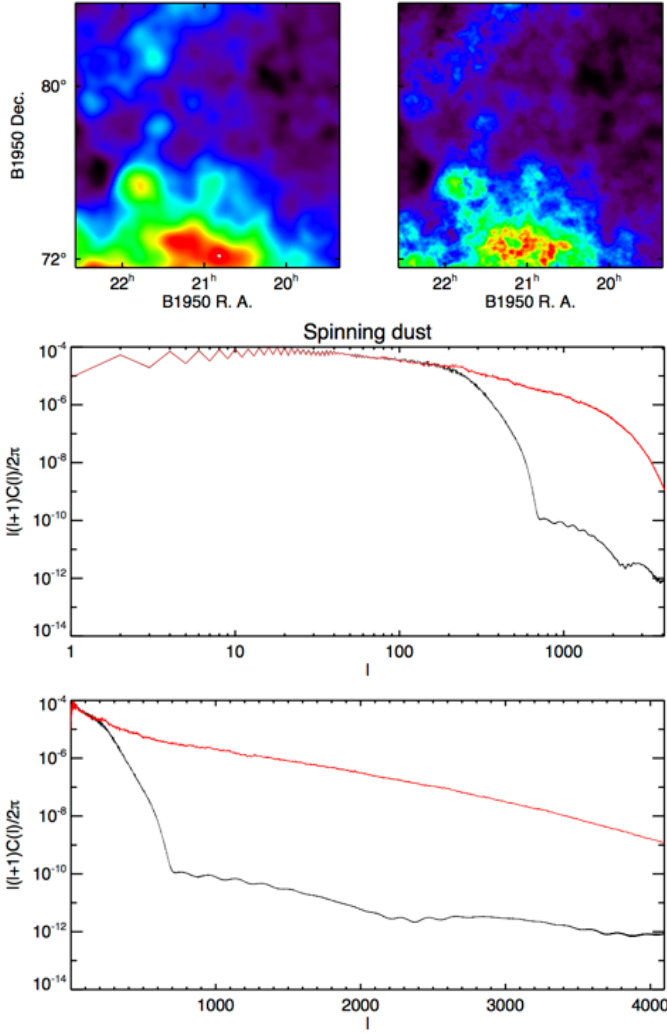 80°
72°
B1950 Dec.
22ʰ 21ʰ 20ʰ
B1950 R. A.
22ʰ 21ʰ 20ʰ
B1950 R. A.
Spinning dust
10⁻⁴
10⁻⁶
10⁻⁸
10⁻¹⁰
10⁻¹²
10⁻¹⁴
l(l+1)C(l)/2π
1 10 100 1000
l
10⁻⁴
10⁻⁶
10⁻⁸
10⁻¹⁰
10⁻¹²
10⁻¹⁴
l(l+1)C(l)/2π
1000 2000 3000 4000
l